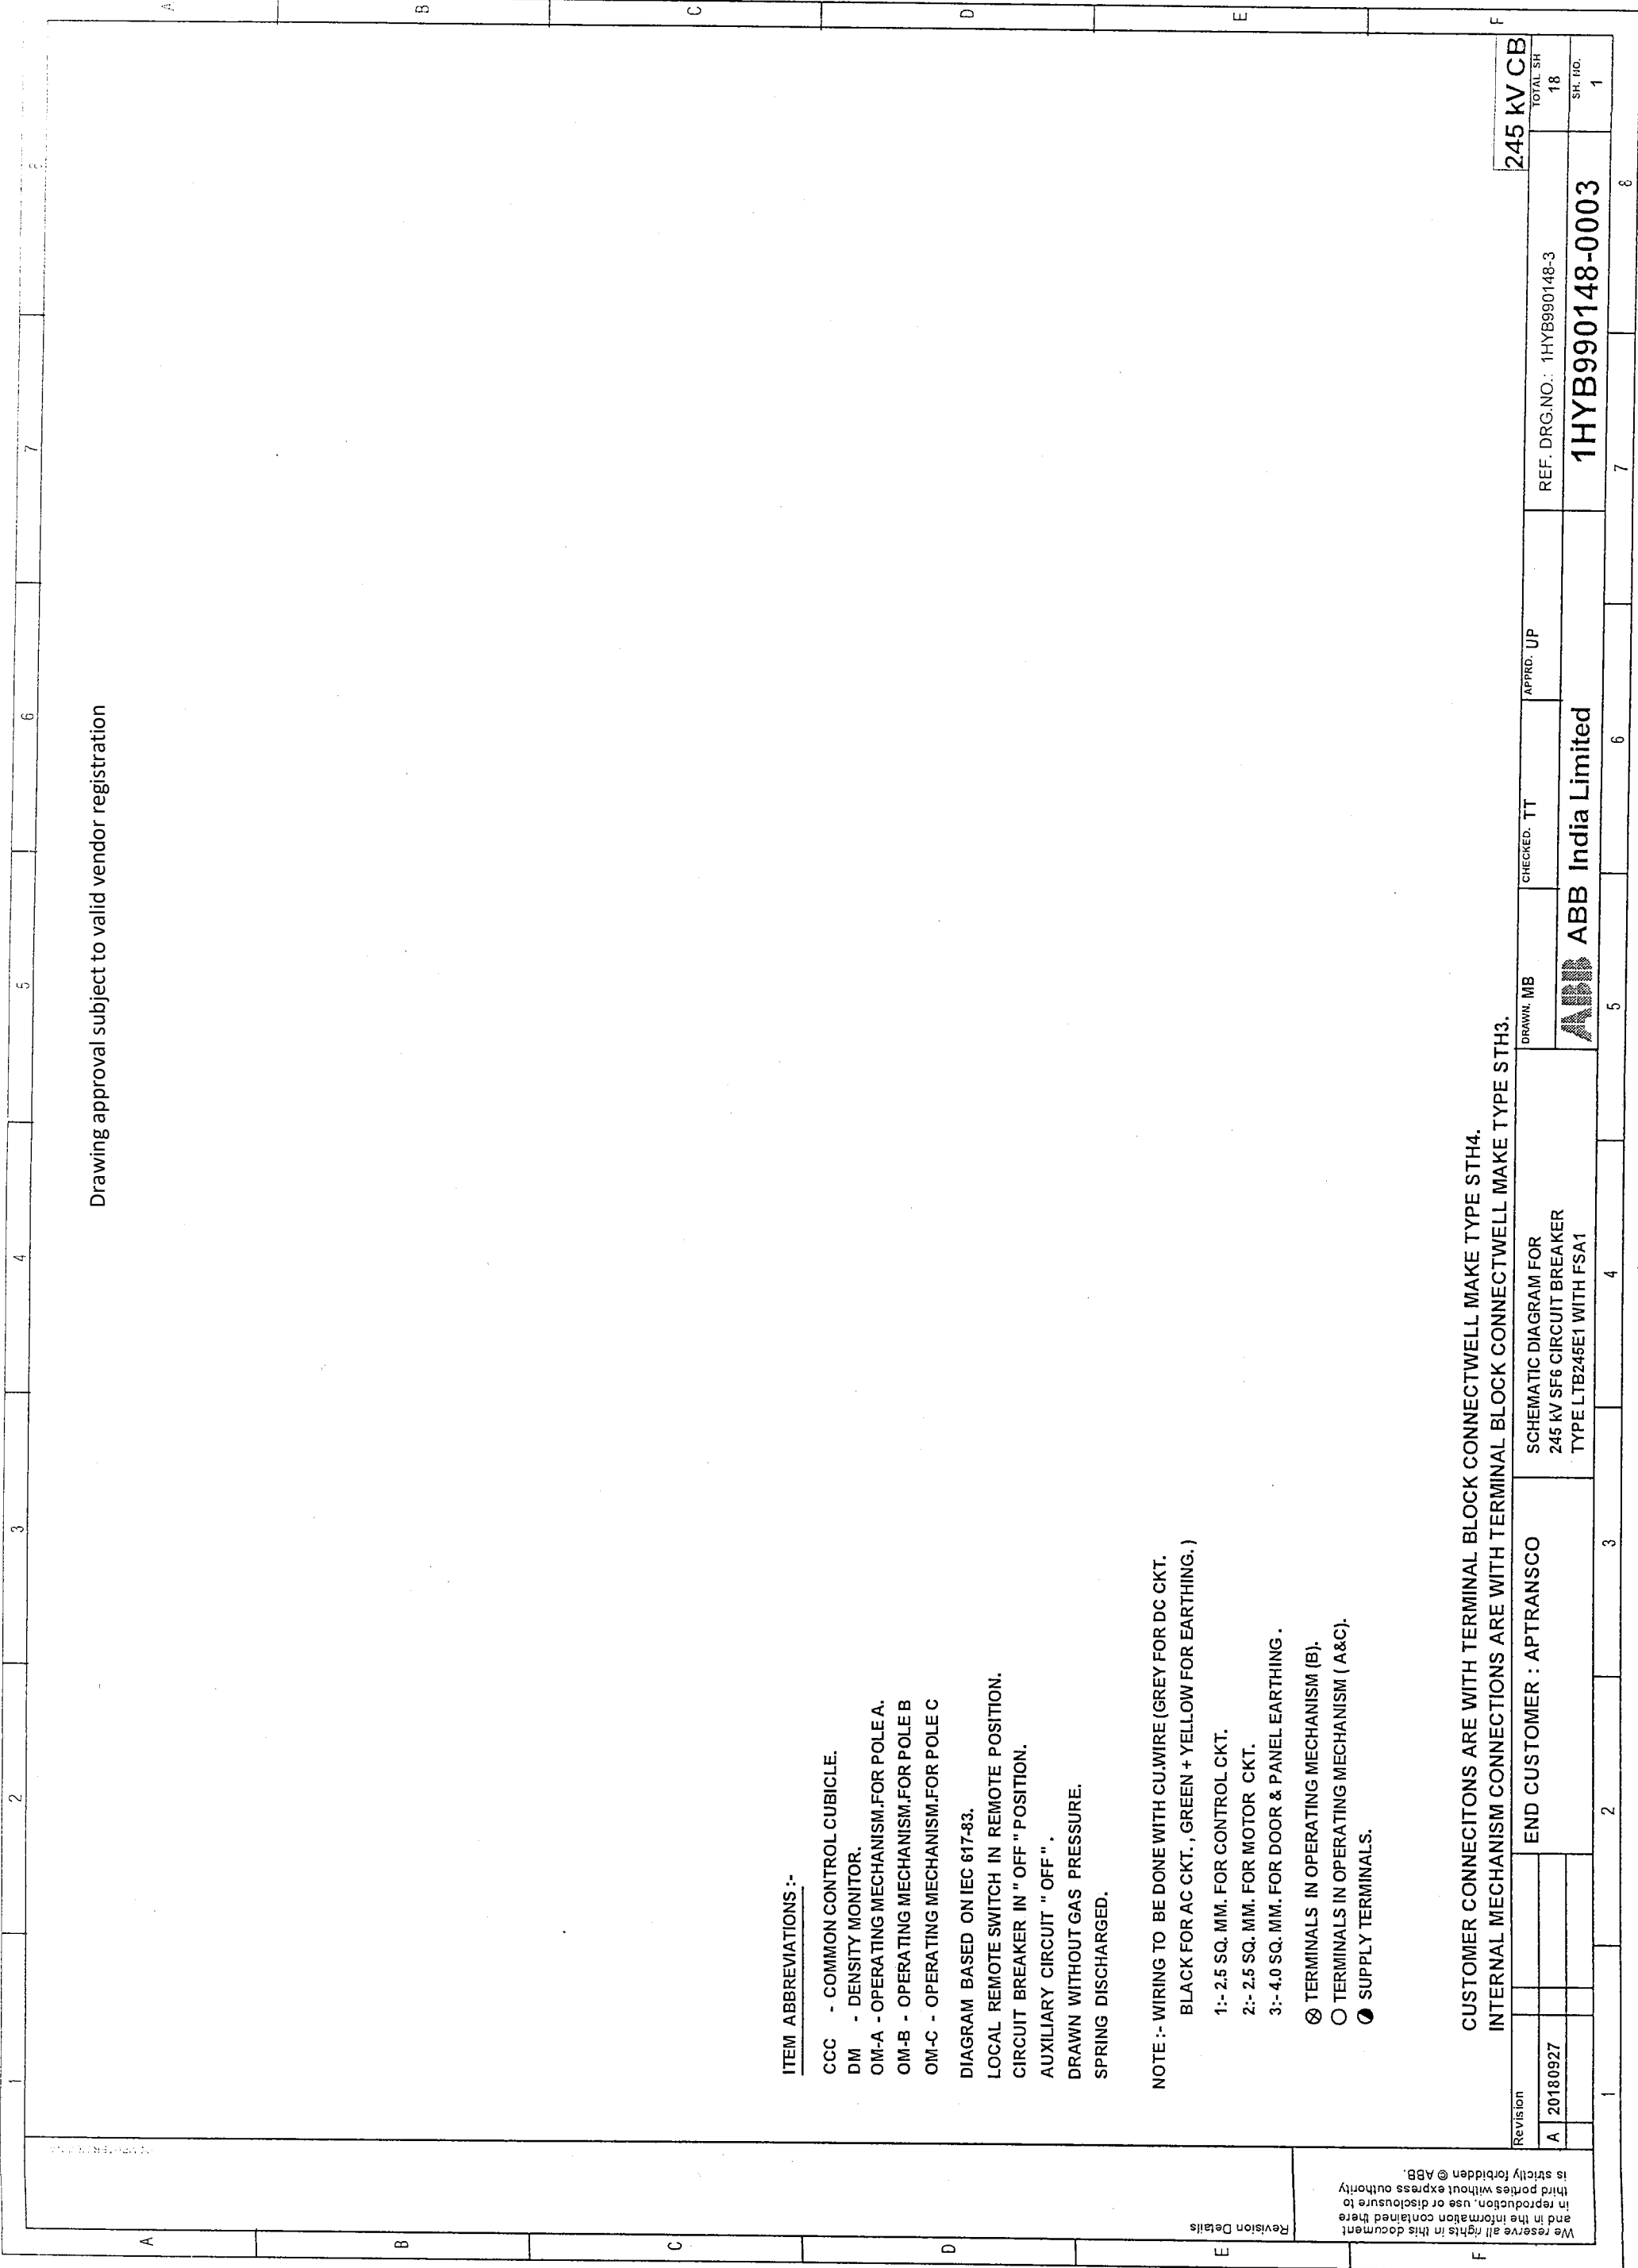 1 2 3 4 5 6 7
Drawing approval subject to valid vendor registration
A
B
C
D
E
F
A
B
C
D
E
F
ITEM ABBREVIATIONS :-
CCC - COMMON CONTROL CUBICLE.
DM - DENSITY MONITOR.
OM-A - OPERATING MECHANISM.FOR POLE A.
OM-B - OPERATING MECHANISM.FOR POLE B
OM-C - OPERATING MECHANISM.FOR POLE C
DIAGRAM BASED ON IEC 617-83.
LOCAL REMOTE SWITCH IN REMOTE POSITION.
CIRCUIT BREAKER IN " OFF " POSITION.
AUXILIARY CIRCUIT " OFF " .
DRAWN WITHOUT GAS PRESSURE.
SPRING DISCHARGED.
NOTE :- WIRING TO BE DONE WITH CU.WIRE (GREY FOR DC CKT.
BLACK FOR AC CKT. , GREEN + YELLOW FOR EARTHING. )
1:- 2.5 SQ. MM. FOR CONTROL CKT.
2:- 2.5 SQ. MM. FOR MOTOR CKT.
3:- 4.0 SQ. MM. FOR DOOR & PANEL EARTHING .
⊗ TERMINALS IN OPERATING MECHANISM (B).
○ TERMINALS IN OPERATING MECHANISM ( A&C).
SUPPLY TERMINALS.
CUSTOMER CONNECITONS ARE WITH TERMINAL BLOCK CONNECTWELL MAKE TYPE STH4.
INTERNAL MECHANISM CONNECTIONS ARE WITH TERMINAL BLOCK CONNECTWELL MAKE TYPE STH3.
245 kV CB
Revision Details
We reserve all rights in this document
and in the information contained there
in reproduction, use or disclosure to
third parties without express authority
is strictly forbidden © ABB.
Revision
A 20180927
END CUSTOMER : APTRANSCO
SCHEMATIC DIAGRAM FOR
245 kV SF6 CIRCUIT BREAKER
TYPE LTB245E1 WITH FSA1
DRAWN. MB
CHECKED. TT
APPRD. UP
ABB ABB India Limited
REF. DRG.NO.: 1HYB990148-3
1HYB990148-0003
TOTAL SH
18
SH. NO.
1
1 2 3 4 5 6 7 8